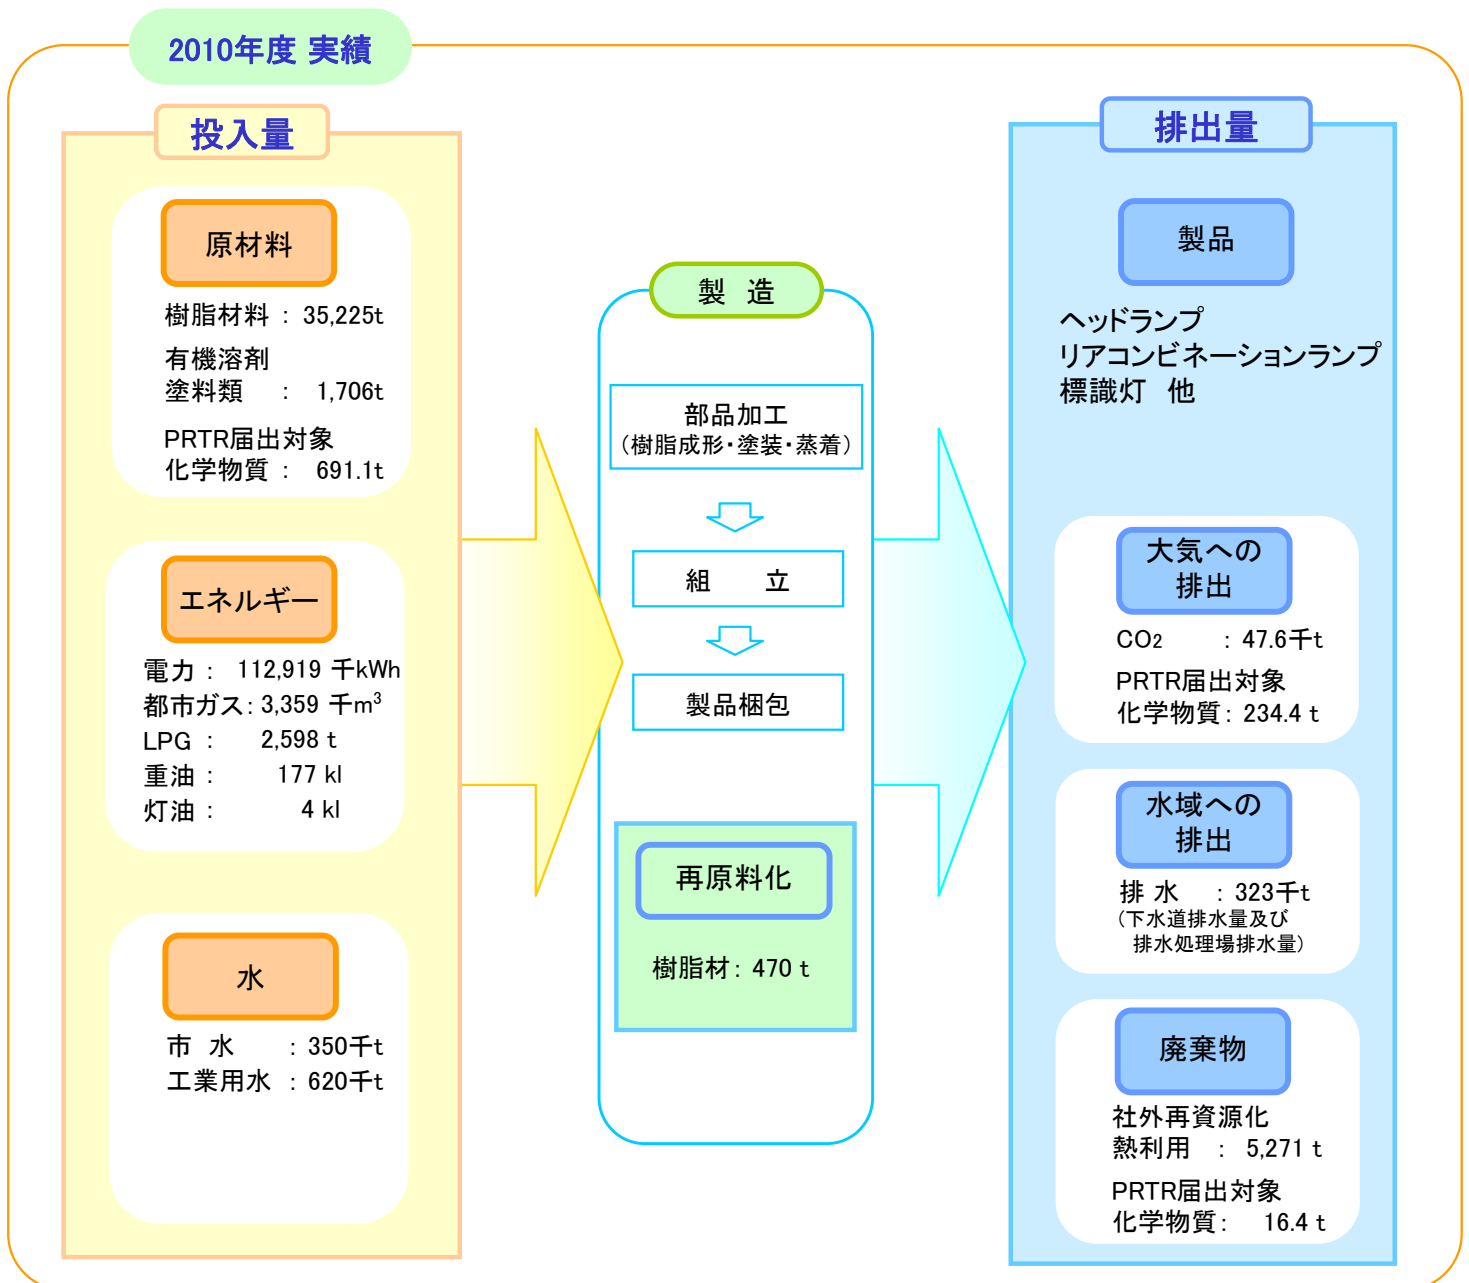 2010年度 実績
投入量
原材料
樹脂材料 : 35,225t
有機溶剤
塗料類 : 1,706t
PRTR届出対象
化学物質 : 691.1t
エネルギー
電力 : 112,919 千kWh
都市ガス : 3,359 千m³
LPG : 2,598 t
重油 : 177 kl
灯油 : 4 kl
水
市 水 : 350千t
工業用水 : 620千t
製 造
部品加工
(樹脂成形・塗装・蒸着)
組 立
製品梱包
再原料化
樹脂材 : 470 t
排出量
製品
ヘッドランプ
リアコンビネーションランプ
標識灯 他
大気への
排出
CO2 : 47.6千t
PRTR届出対象
化学物質 : 234.4 t
水域への
排出
排 水 : 323千t
(下水道排水量及び
排水処理場排水量)
廃棄物
社外再資源化
熱利用 : 5,271 t
PRTR届出対象
化学物質 : 16.4 t